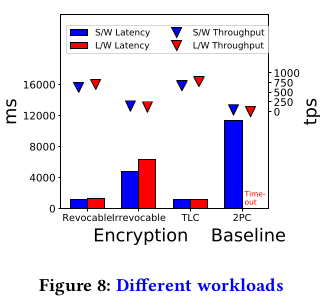 S/W Latency
S/W Throughput
L/W Latency
L/W Throughput
ms
16000
12000
8000
4000
0
1000
750
500
250
0
tps
Time-
out
Revocable
Irrevocable
TLC
2PC
Encryption
Baseline
Figure 8: Different workloads